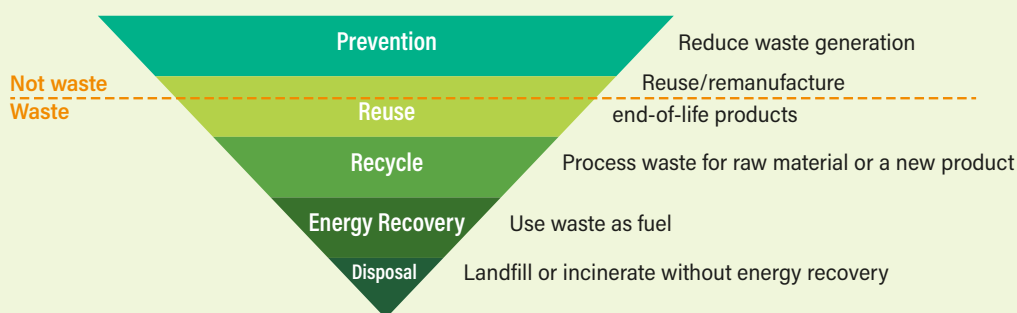 Prevention
Reduce waste generation
Not waste
Reuse/remanufacture
Waste
Reuse
end-of-life products
Recycle
Process waste for raw material or a new product
Energy Recovery
Use waste as fuel
Disposal
Landfill or incinerate without energy recovery